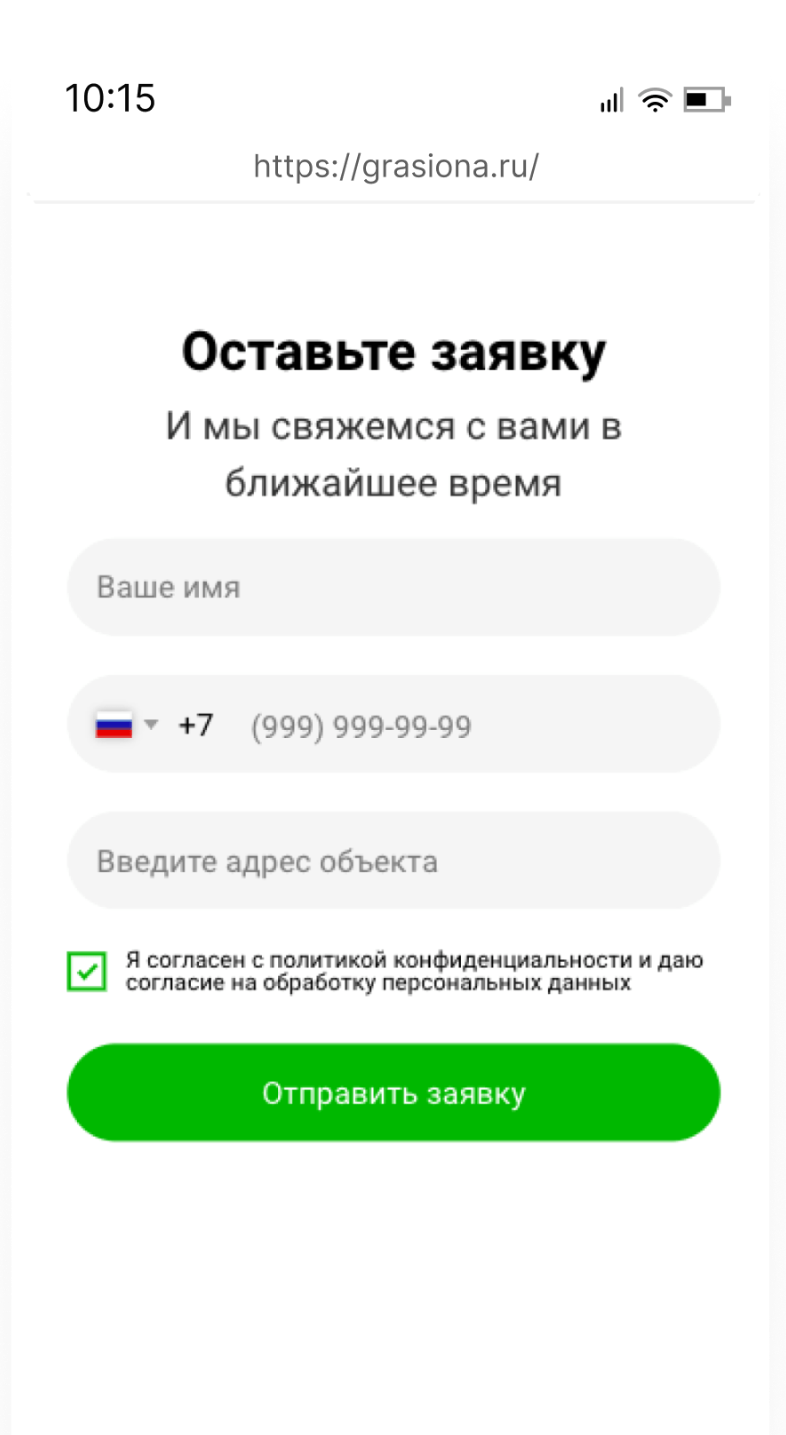 10:15
https://grasiona.ru/
Оставьте заявку
И мы свяжемся с вами в
ближайшее время
Ваше имя
+7 (999) 999-99-99
Введите адрес объекта
Я согласен с политикой конфиденциальности и даю
согласие на обработку персональных данных
Отправить заявку